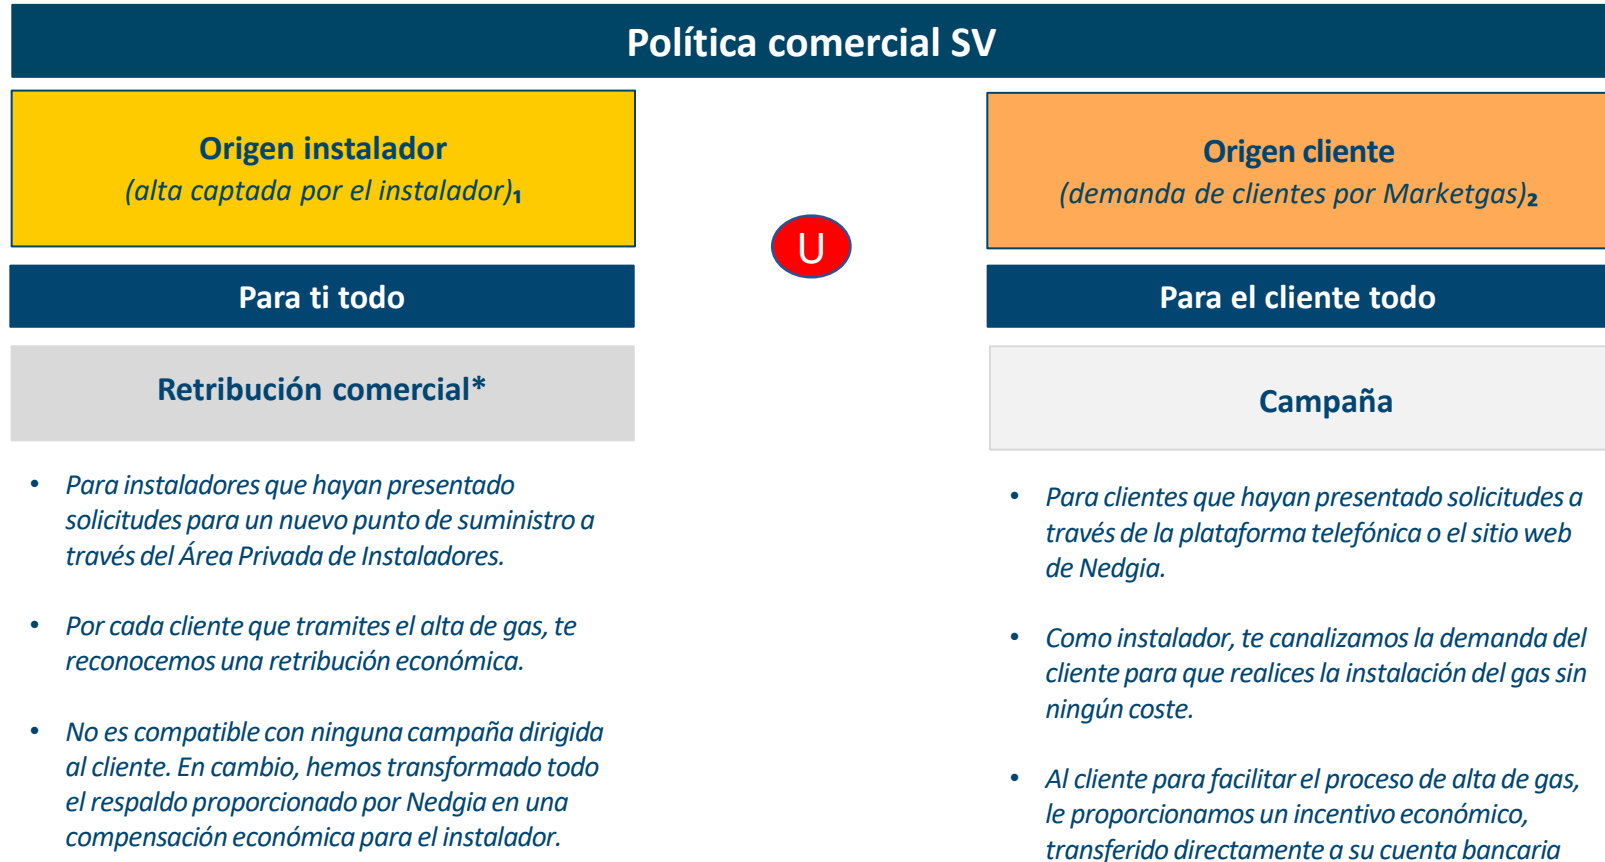 Política comercial SV
Origen instalador
(alta captada por el instalador)₁
Para ti todo
Retribución comercial*
• Para instaladores que hayan presentado
solicitudes para un nuevo punto de suministro a
través del Área Privada de Instaladores.
• Por cada cliente que tramites el alta de gas, te
reconocemos una retribución económica.
• No es compatible con ninguna campaña dirigida
al cliente. En cambio, hemos transformado todo
el respaldo proporcionado por Nedgia en una
compensación económica para el instalador.
U
Origen cliente
(demanda de clientes por Marketgas)₂
Para el cliente todo
Campaña
• Para clientes que hayan presentado solicitudes a
través de la plataforma telefónica o el sitio web
de Nedgia.
• Como instalador, te canalizamos la demanda del
cliente para que realices la instalación del gas sin
ningún coste.
• Al cliente para facilitar el proceso de alta de gas,
le proporcionamos un incentivo económico,
transferido directamente a su cuenta bancaria